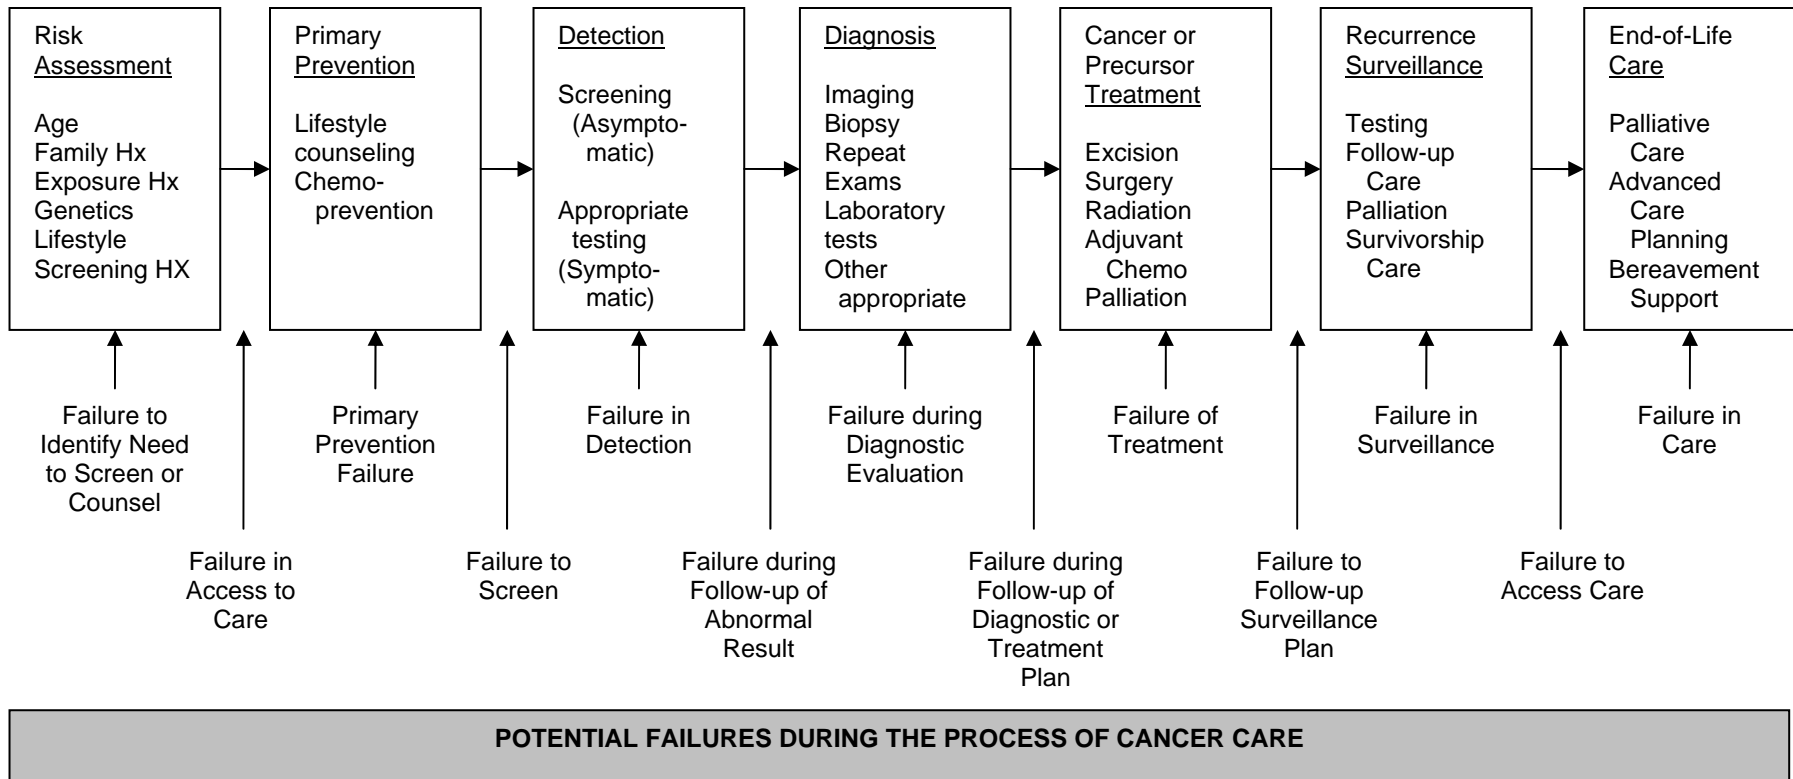 Risk
Assessment
Age
Family Hx
Exposure Hx
Genetics
Lifestyle
Screening HX
Primary
Prevention
Lifestyle
counseling
Chemo-
prevention
Detection
Screening
(Asympto-
matic)
Appropriate
testing
(Sympto-
matic)
Diagnosis
Imaging
Biopsy
Repeat
Exams
Laboratory
tests
Other
appropriate
Cancer or
Precursor
Treatment
Excision
Surgery
Radiation
Adjuvant
Chemo
Palliation
Recurrence
Surveillance
Testing
Follow-up
Care
Palliation
Survivorship
Care
End-of-Life
Care
Palliative
Care
Advanced
Care
Planning
Bereavement
Support
Failure to
Identify Need
to Screen or
Counsel
Primary
Prevention
Failure
Failure in
Detection
Failure during
Diagnostic
Evaluation
Failure of
Treatment
Failure in
Surveillance
Failure in
Care
Failure in
Access to
Care
Failure to
Screen
Failure during
Follow-up of
Abnormal
Result
Failure during
Follow-up of
Diagnostic or
Treatment
Plan
Failure to
Follow-up
Surveillance
Plan
Failure to
Access Care
POTENTIAL FAILURES DURING THE PROCESS OF CANCER CARE